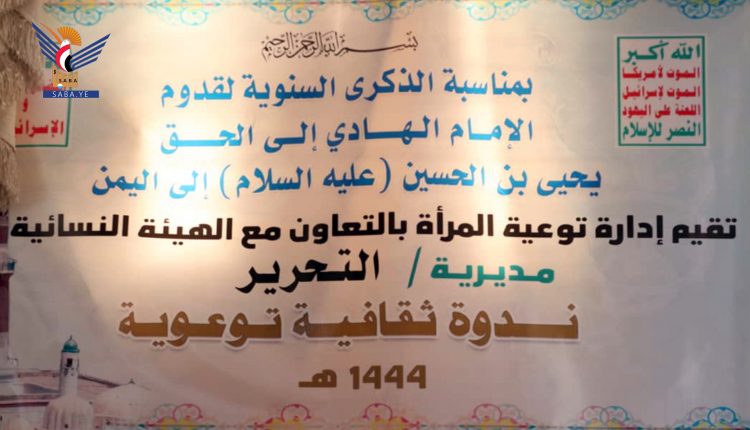 بسم الله الرحمن الرحيم
بمناسبة الذكرى السنوية لقدوم
الإمام الهادي إلى الحق
يحيى بن الحسين (عليه السلام) إلى اليمن
تقيم إدارة توعية المرأة بالتعاون مع الهيئة النسائية
مديرية / التحرير
ندوة ثقافية توعوية
1444 هـ
الله أكبر
الموت لأمريكا
الموت لإسرائيل
اللعنة على اليهود
النصر للإسلام
و
SABA
SABA.YE